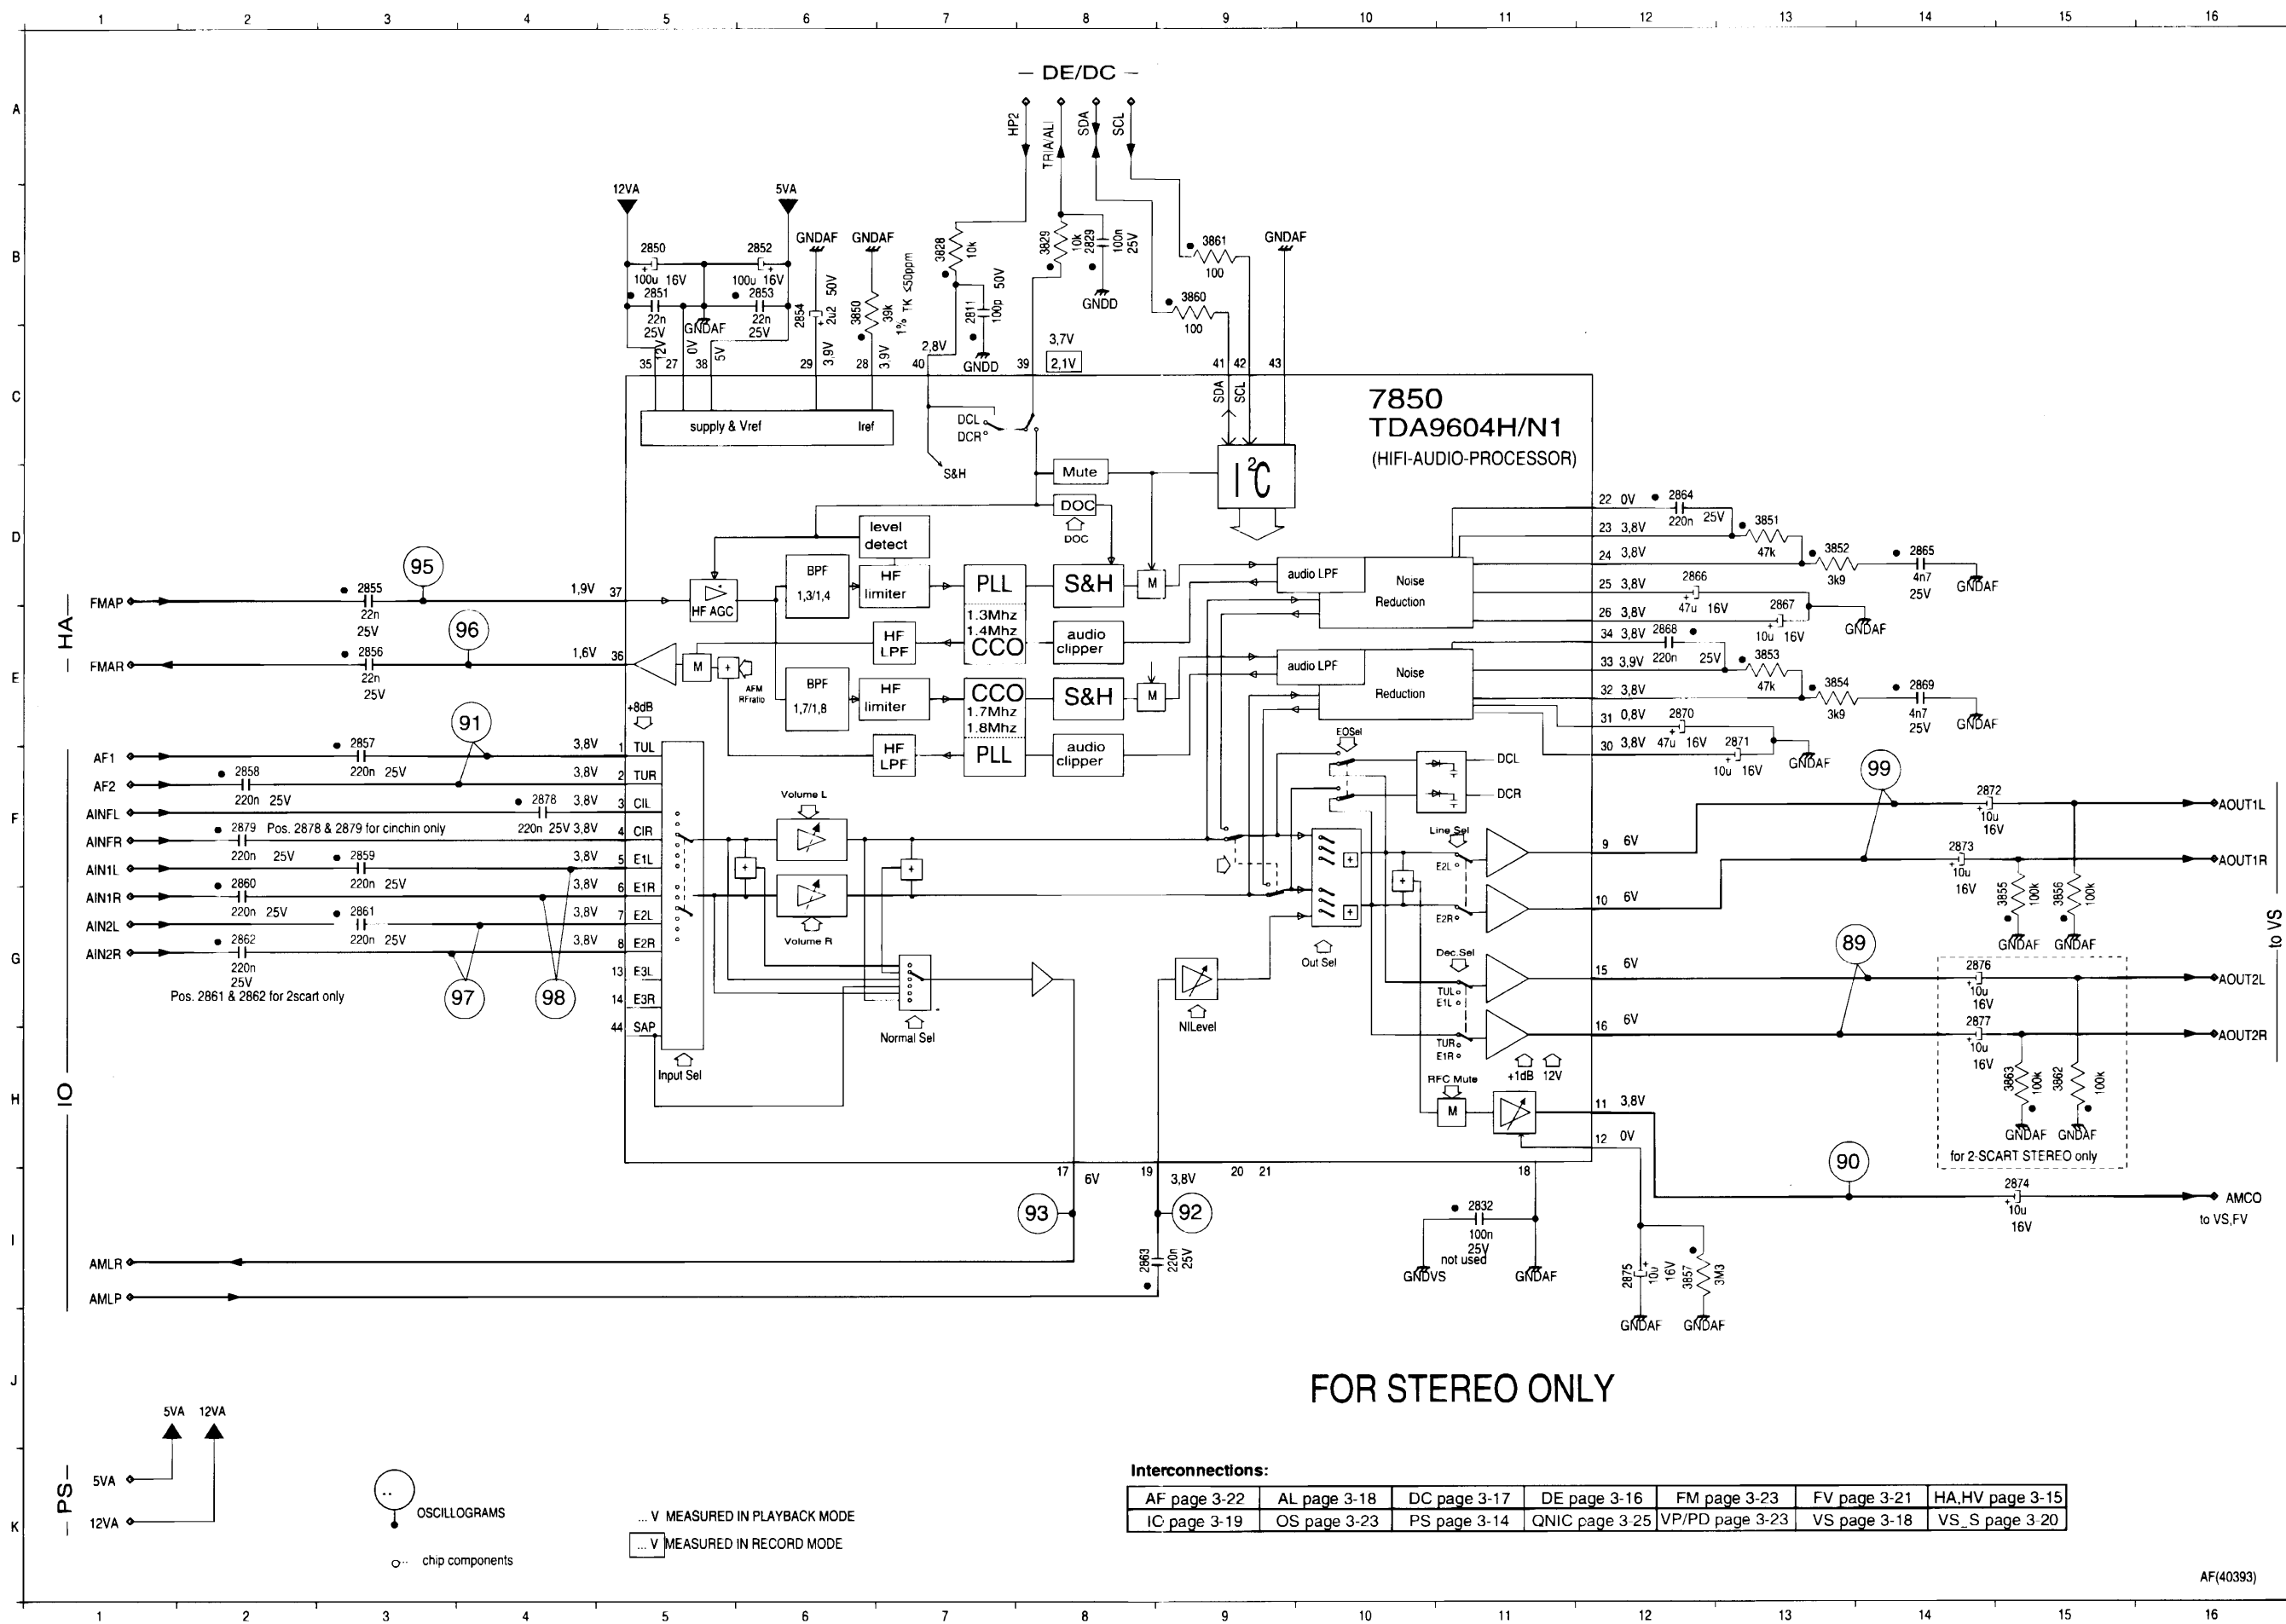 1 2 3 4 5 6 7 8 9 10 11 12 13 14 15 16
— DE/DC —
A
HP2
TRIA/ALI
SDA
SCL
12VA
5VA
B
2850
100u 16V
2851
22n
25V
GNDAF
2852
100u 16V
2853
22n
25V
GNDAF
2854
2u2 50V
GNDAF
3850
39k
1% TK ≤50ppm
3828
10k
2811
100p 50V
GNDD
3829
10k
2829
100n
25V
GNDD
3861
100
3860
100
GNDAF
12V
0V
5V
3,9V
3,9V
2,8V
3,7V
2,1V
35 27 38 29 28 40 39 41 42 43
C
supply & Vref
Iref
DCL
DCR
S&H
SDA
SCL
7850
TDA9604H/N1
(HIFI-AUDIO-PROCESSOR)
Mute
I²C
DOC
DOC
D
level
detect
22 0V
2864
220n 25V
23 3,8V
3851
47k
24 3,8V
3852
3k9
2865
4n7
25V
GNDAF
25 3,8V
2866
47u 16V
26 3,8V
2867
10u 16V
GNDAF
34 3,8V
2868
220n 25V
33 3,9V
3853
47k
32 3,8V
3854
3k9
2869
4n7
25V
GNDAF
31 0,8V
2870
47u 16V
30 3,8V
2871
10u 16V
GNDAF
— HA —
FMAP
2855
22n
25V
95
1,9V 37
HF AGC
BPF
1,3/1,4
HF
limiter
PLL
S&H
M
audio LPF
Noise
Reduction
1.3Mhz
1.4Mhz
CCO
HF
LPF
audio
clipper
E
FMAR
2856
22n
25V
96
1,6V 36
M
+
AFM
RFratio
BPF
1,7/1,8
HF
limiter
CCO
1.7Mhz
1.8Mhz
PLL
S&H
M
audio LPF
Noise
Reduction
HF
LPF
audio
clipper
+8dB
91
AF1
2857
220n 25V
3,8V 1 TUL
AF2
2858
220n 25V
3,8V 2 TUR
F
AINFL
2878
220n 25V
3,8V 3 CIL
AINFR
2879
220n 25V
Pos. 2878 & 2879 for cinchin only
3,8V 4 CIR
AIN1L
2859
220n 25V
3,8V 5 E1L
AIN1R
2860
220n 25V
3,8V 6 E1R
AIN2L
2861
220n 25V
3,8V 7 E2L
G
AIN2R
2862
220n
25V
3,8V 8 E2R
Pos. 2861 & 2862 for 2scart only
97
98
13 E3L
14 E3R
44 SAP
Input Sel
Volume L
Volume R
+
+
Normal Sel
NILevel
EOSel
DCL
DCR
+
+
Out Sel
+
Line Sel
E2L
E2R
Dec.Sel
TUL
E1L
TUR
E1R
+1dB 12V
RFC Mute
M
9 6V
10 6V
15 6V
16 6V
11 3,8V
12 0V
99
2872
10u
16V
AOUT1L
2873
10u
16V
AOUT1R
3855
100k
3856
100k
GNDAF GNDAF
to VS
89
2876
10u
16V
AOUT2L
2877
10u
16V
AOUT2R
3863
100k
3862
100k
GNDAF GNDAF
for 2-SCART STEREO only
H
— IO —
90
2874
10u
16V
AMCO
to VS,FV
17 6V
19 3,8V
20 21
18
93
92
I
2863
220n
25V
2832
100n
25V
not used
GNDVS
GNDAF
2875
10u
16V
3857
3M3
GNDAF GNDAF
AMLR
AMLP
J
FOR STEREO ONLY
5VA 12VA
— PS —
5VA
12VA
K
..
OSCILLOGRAMS
chip components
... V MEASURED IN PLAYBACK MODE
... V MEASURED IN RECORD MODE
Interconnections:
AF page 3-22 AL page 3-18 DC page 3-17 DE page 3-16 FM page 3-23 FV page 3-21 HA,HV page 3-15
IO page 3-19 OS page 3-23 PS page 3-14 QNIC page 3-25 VP/PD page 3-23 VS page 3-18 VS_S page 3-20
AF(40393)
1 2 3 4 5 6 7 8 9 10 11 12 13 14 15 16